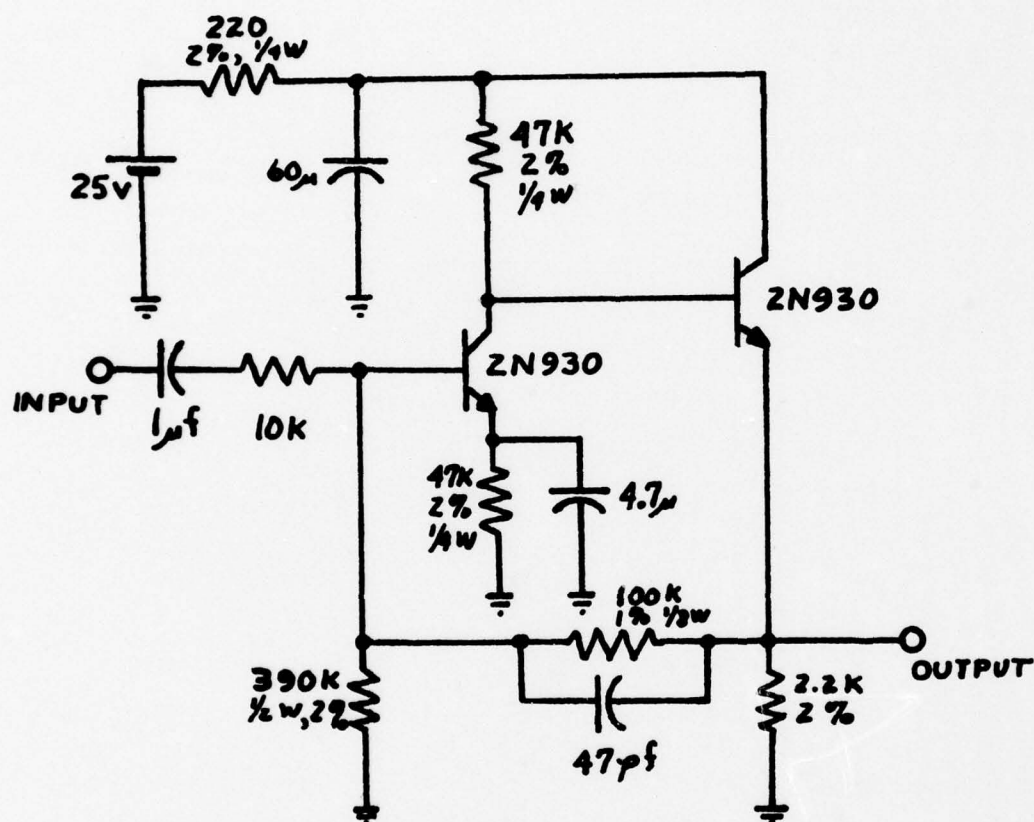 220
2%, 1/4W
25V
60μ
47K
2%
1/4W
2N930
2N930
INPUT
1μf
10K
47K
2%
1/4W
4.7μ
100K
1% 1/8W
OUTPUT
390K
1/2 W, 2%
2.2K
2%
47pf